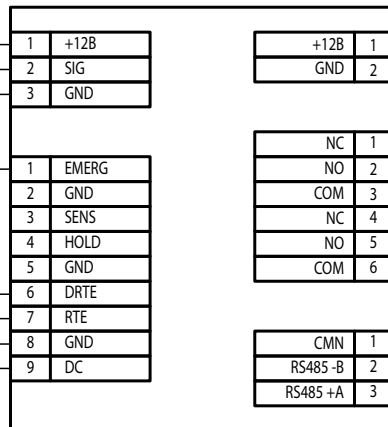 1 +12B
2 SIG
3 GND
1 EMERG
2 GND
3 SENS
4 HOLD
5 GND
6 DRTE
7 RTE
8 GND
9 DC
+12B 1
GND 2
NC 1
NO 2
COM 3
NC 4
NO 5
COM 6
CMN 1
RS485 -B 2
RS485 +A 3